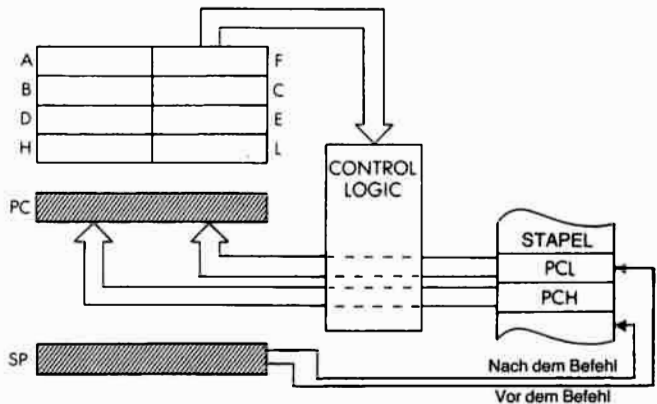 A F
B C
D E
H L
CONTROL
LOGIC
PC
STAPEL
PCL
PCH
SP
Nach dem Befehl
Vor dem Befehl